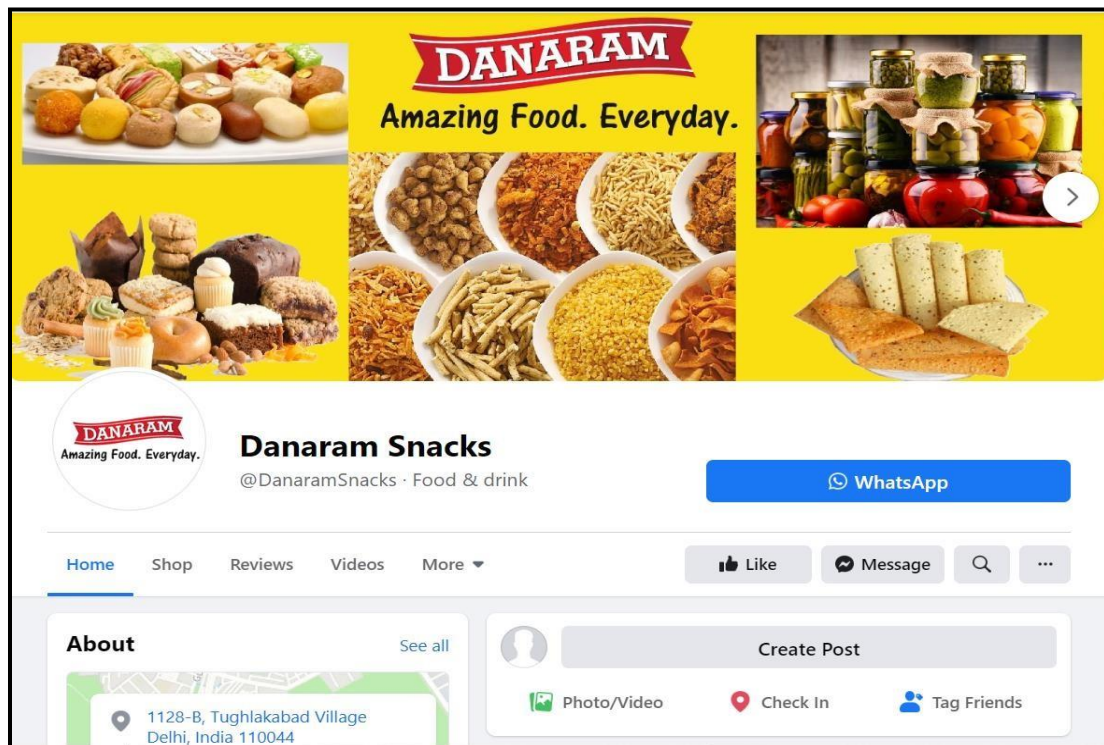 DANARAM
Amazing Food. Everyday.
DANARAM
Amazing Food. Everyday.
Danaram Snacks
@DanaramSnacks · Food & drink
WhatsApp
Home Shop Reviews Videos More
Like Message ...
About
See all
Create Post
Photo/Video Check In Tag Friends
1128-B, Tughlakabad Village
Delhi, India 110044